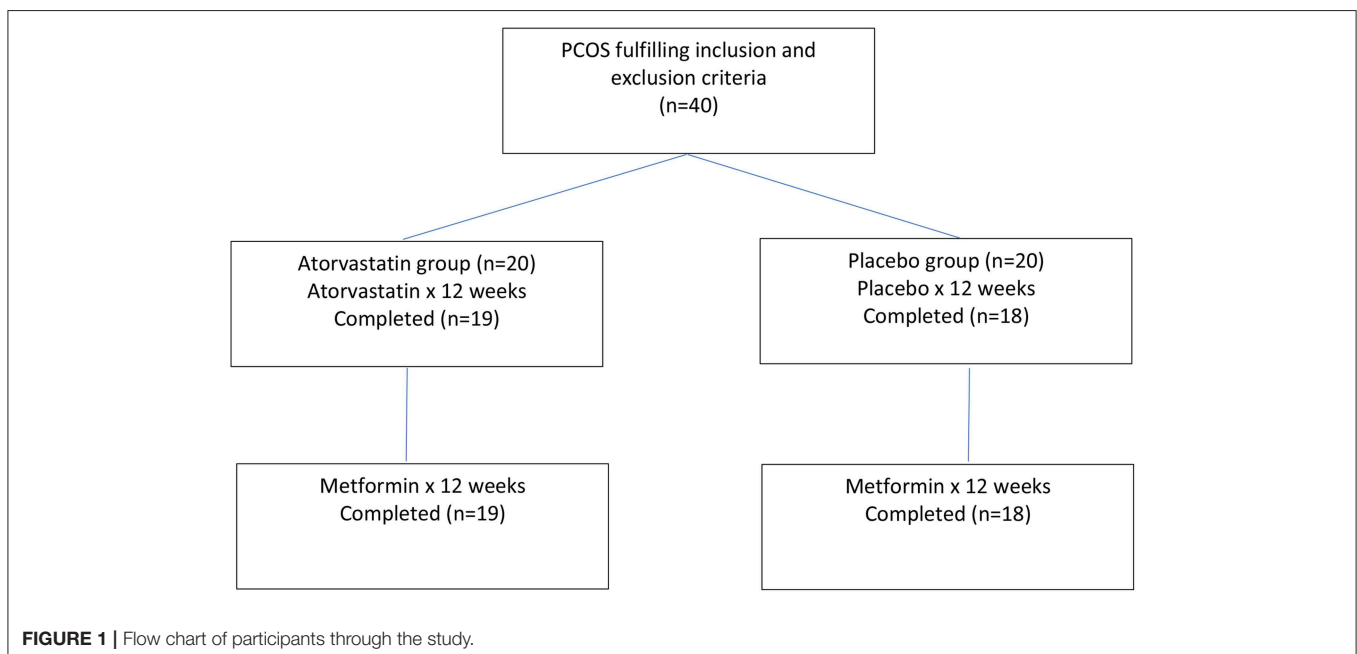 PCOS fulfilling inclusion and
exclusion criteria
(n=40)
Atorvastatin group (n=20)
Atorvastatin x 12 weeks
Completed (n=19)
Placebo group (n=20)
Placebo x 12 weeks
Completed (n=18)
Metformin x 12 weeks
Completed (n=19)
Metformin x 12 weeks
Completed (n=18)
FIGURE 1 | Flow chart of participants through the study.